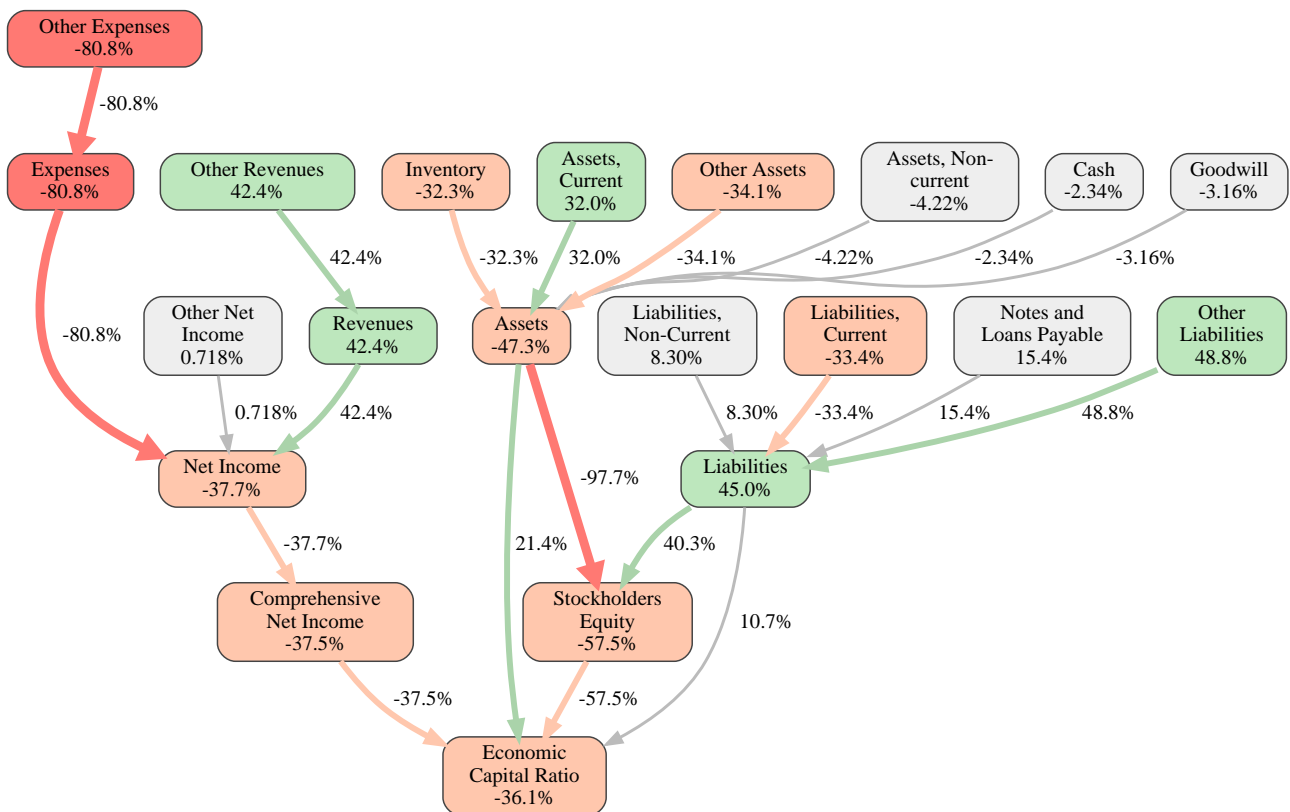 Other Expenses
-80.8%
-80.8%
Expenses
-80.8%
Other Revenues
42.4%
Inventory
-32.3%
Assets,
Current
32.0%
Other Assets
-34.1%
Assets, Non-
current
-4.22%
Cash
-2.34%
Goodwill
-3.16%
42.4%
-32.3%
32.0%
-34.1%
-4.22%
-2.34%
-3.16%
-80.8%
Other Net
Income
0.718%
Revenues
42.4%
Assets
-47.3%
Liabilities,
Non-Current
8.30%
Liabilities,
Current
-33.4%
Notes and
Loans Payable
15.4%
Other
Liabilities
48.8%
0.718%
42.4%
8.30%
-33.4%
15.4%
48.8%
Net Income
-37.7%
Liabilities
45.0%
-97.7%
-37.7%
21.4%
40.3%
Comprehensive
Net Income
-37.5%
Stockholders
Equity
-57.5%
10.7%
-37.5%
-57.5%
Economic
Capital Ratio
-36.1%